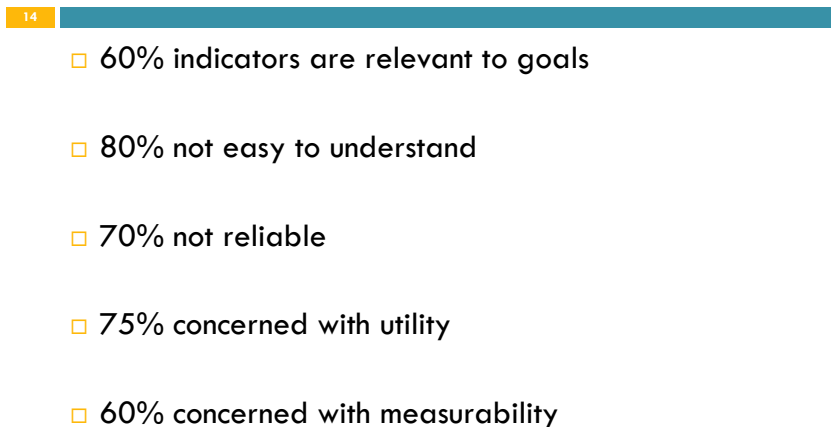 14
60% indicators are relevant to goals
80% not easy to understand
70% not reliable
75% concerned with utility
60% concerned with measurability